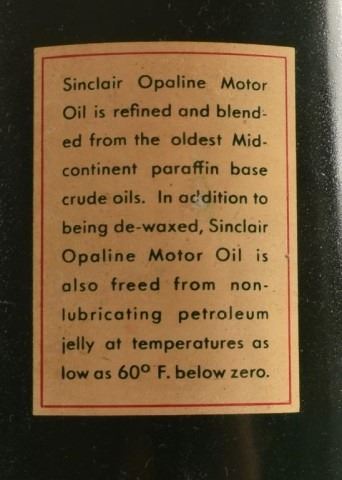 Sinclair Opaline Motor
Oil is refined and blend-
ed from the oldest Mid-
continent paraffin base
crude oils. In addition to
being de-waxed, Sinclair
Opaline Motor Oil is
also freed from non-
lubricating petroleum
jelly at temperatures as
low as 60º F. below zero.